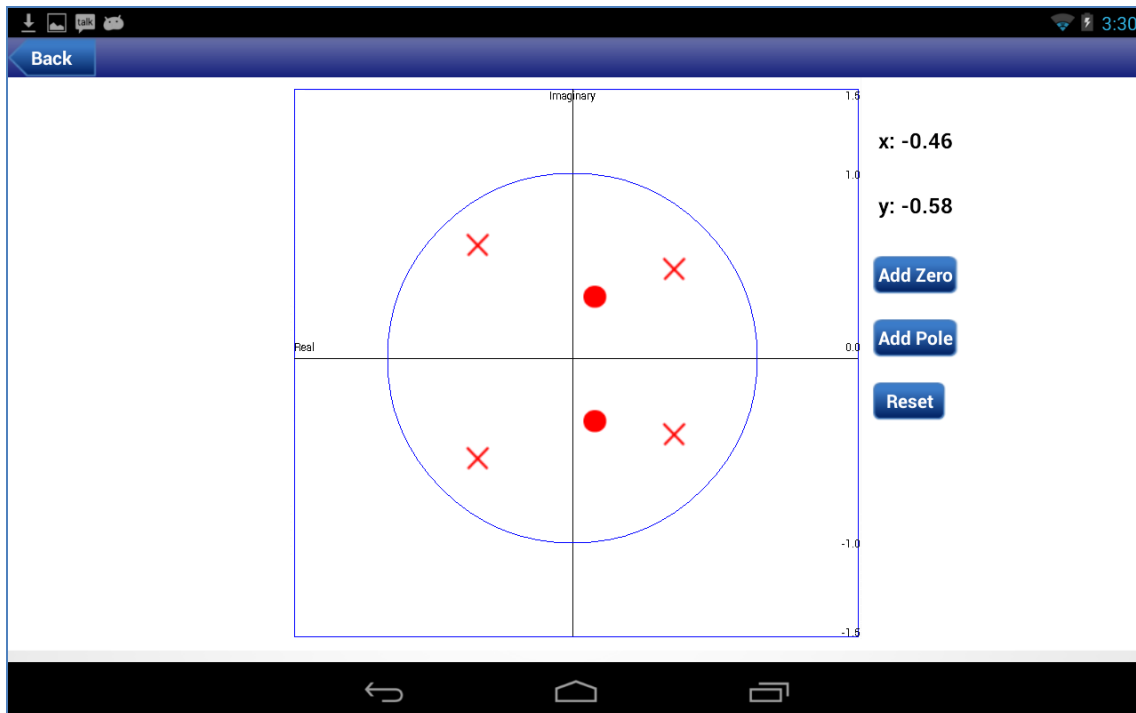 talk
3:30
Back
Imaginary
1.5
x: -0.46
1.0
y: -0.58
Add Zero
Real
0.0
Add Pole
Reset
-1.0
-1.5